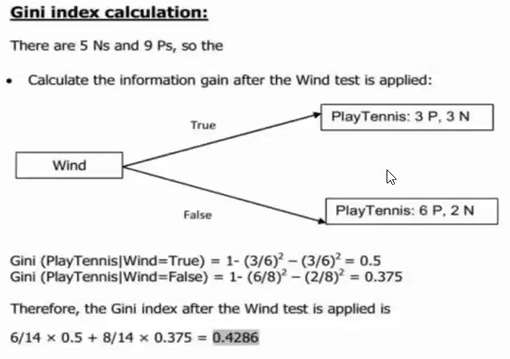 Gini index calculation:
There are 5 Ns and 9 Ps, so the
• Calculate the information gain after the Wind test is applied:
True
PlayTennis: 3 P, 3 N
Wind
False
PlayTennis: 6 P, 2 N
Gini (PlayTennis|Wind=True) = 1- (3/6)² – (3/6)² = 0.5
Gini (PlayTennis|Wind=False) = 1- (6/8)² – (2/8)² = 0.375
Therefore, the Gini index after the Wind test is applied is
6/14 × 0.5 + 8/14 × 0.375 = 0.4286